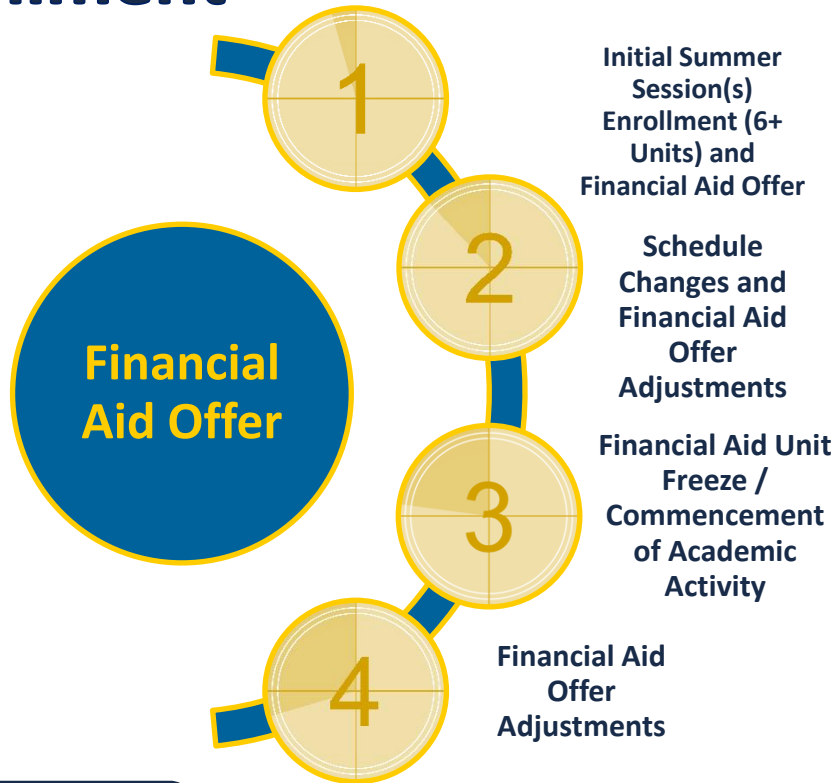 1
Initial Summer
Session(s)
Enrollment (6+
Units) and
Financial Aid Offer
2
Schedule
Changes and
Financial Aid
Offer
Adjustments
Financial
Aid Offer
3
Financial Aid Unit
Freeze /
Commencement
of Academic
Activity
4
Financial Aid
Offer
Adjustments